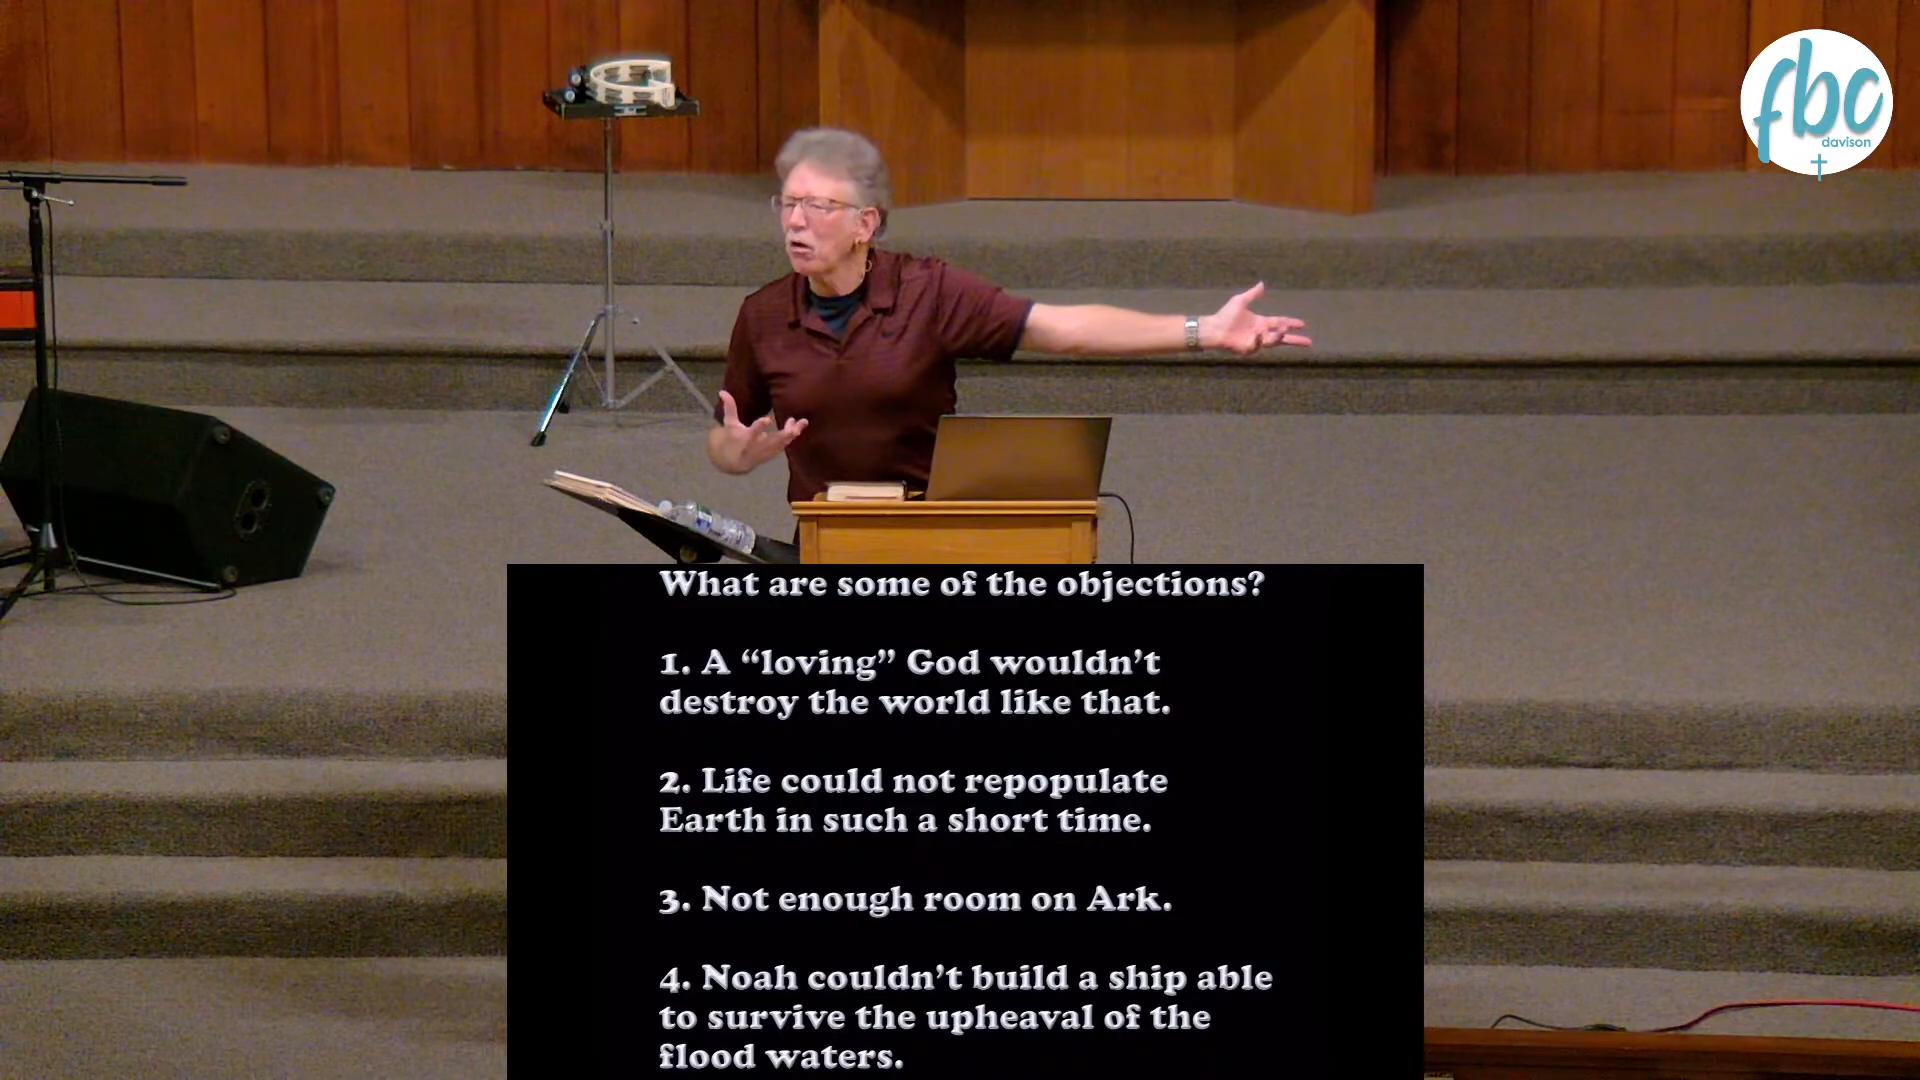 fbc
davison
What are some of the objections?
1. A “loving” God wouldn’t
destroy the world like that.
2. Life could not repopulate
Earth in such a short time.
3. Not enough room on Ark.
4. Noah couldn’t build a ship able
to survive the upheaval of the
flood waters.